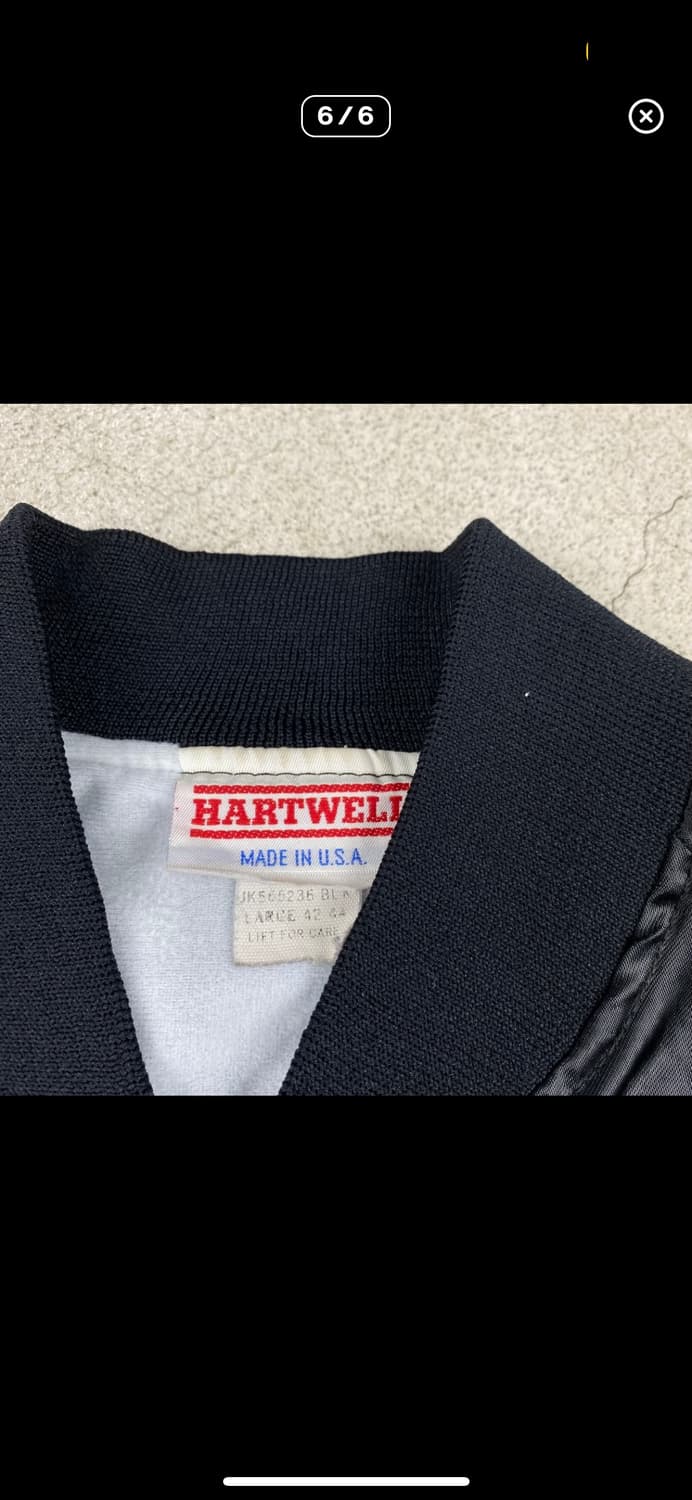 6/6
HARTWELL
MADE IN U.S.A.
LARGE 42 44
LIFT FOR CARE